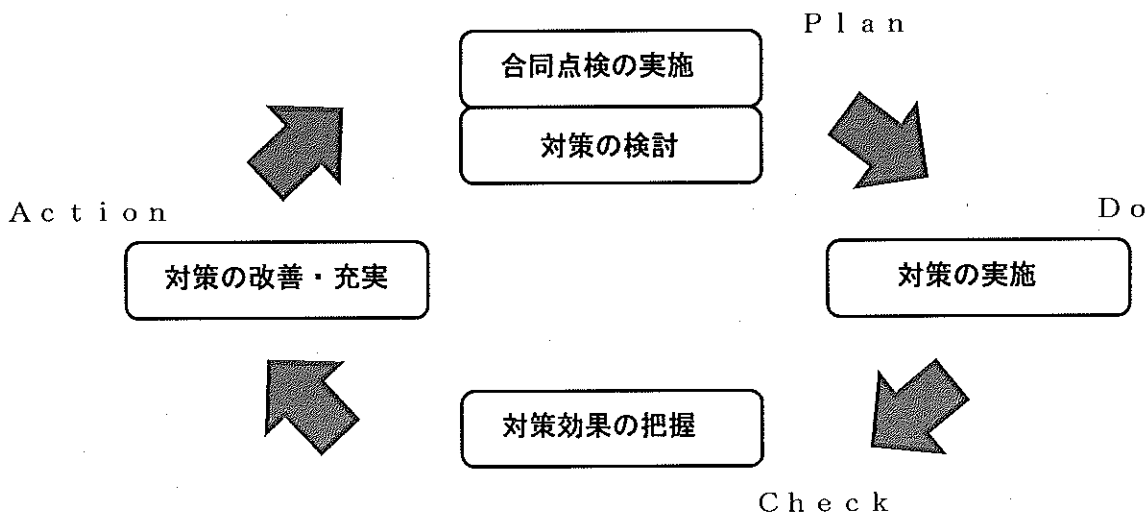 Ｐｌａｎ
合同点検の実施
対策の検討
Ａｃｔｉｏｎ
Ｄｏ
対策の改善・充実
対策の実施
対策効果の把握
Ｃｈｅｃｋ